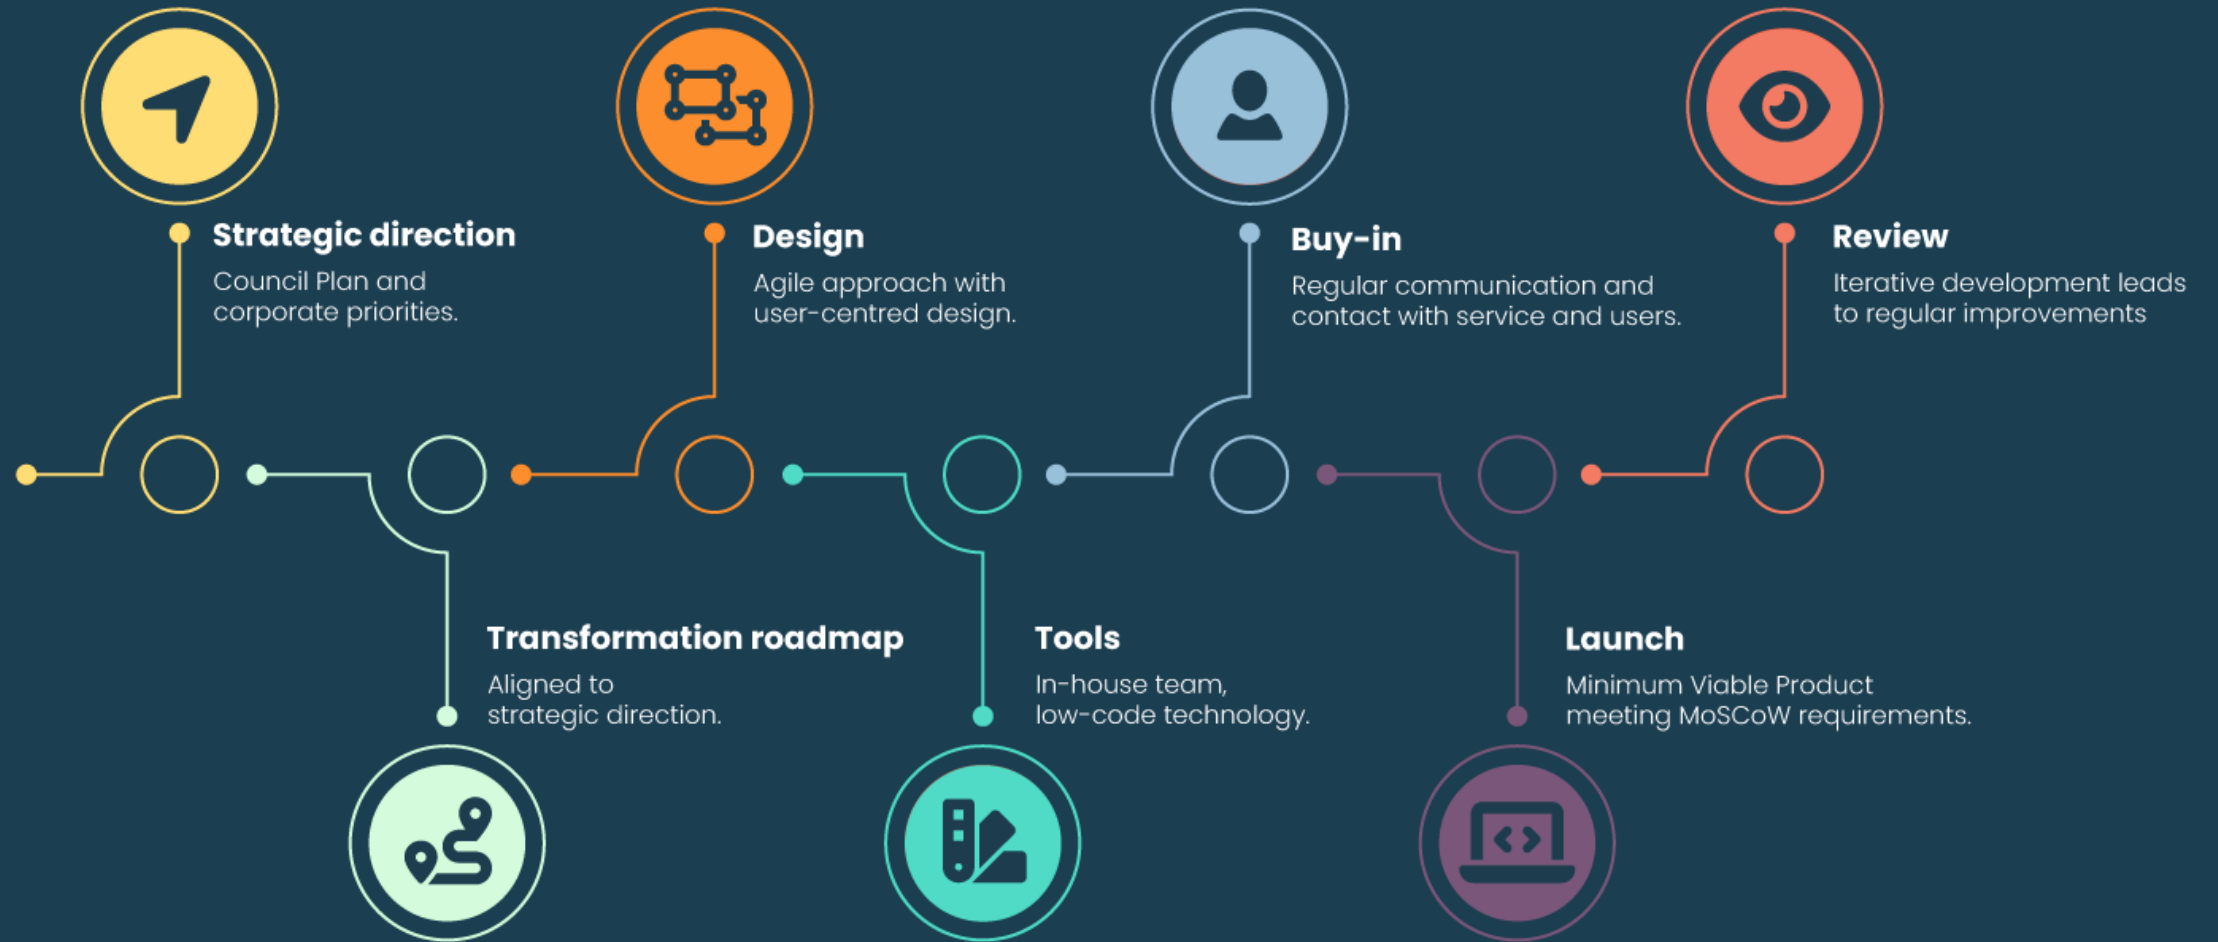 Strategic direction
Council Plan and
corporate priorities.
Design
Agile approach with
user-centred design.
Buy-in
Regular communication and
contact with service and users.
Review
Iterative development leads
to regular improvements
Transformation roadmap
Aligned to
strategic direction.
Tools
In-house team,
low-code technology.
Launch
Minimum Viable Product
meeting MoSCoW requirements.